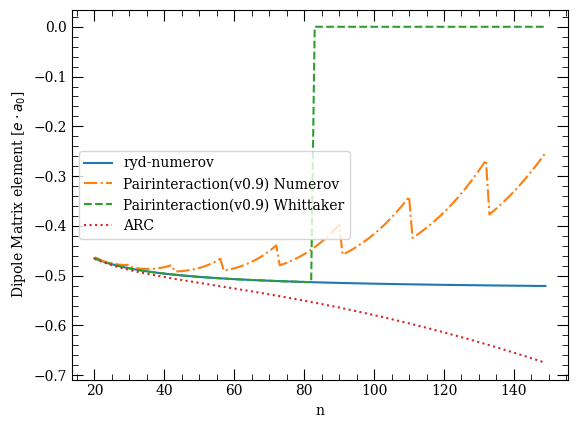 0.0
−0.1
−0.2
−0.3
−0.4
−0.5
−0.6
−0.7
Dipole Matrix element [e · a₀]
ryd-numerov
Pairinteraction(v0.9) Numerov
Pairinteraction(v0.9) Whittaker
ARC
20 40 60 80 100 120 140
n